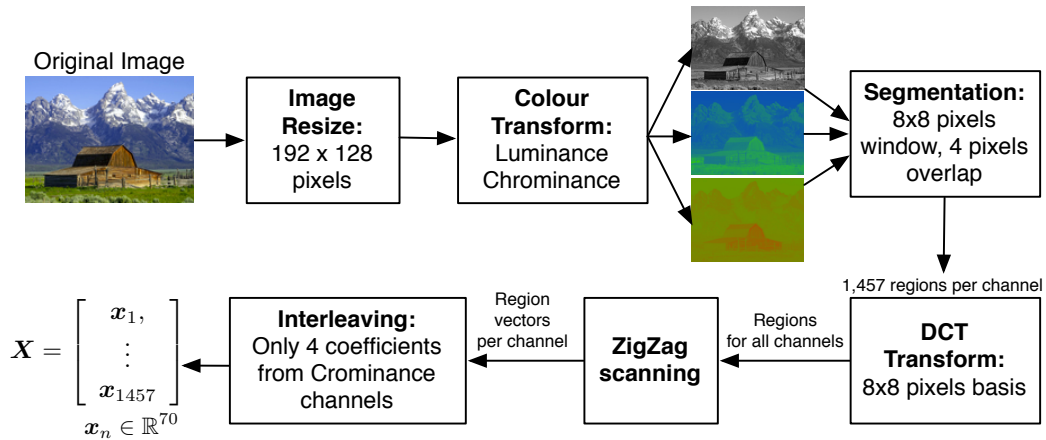 Original Image
Image
Resize:
192 x 128
pixels
Colour
Transform:
Luminance
Chrominance
Segmentation:
8x8 pixels
window, 4 pixels
overlap
1,457 regions per channel
DCT
Transform:
8x8 pixels basis
Regions
for all channels
ZigZag
scanning
Region
vectors
per channel
Interleaving:
Only 4 coefficients
from Crominance
channels
X = [ x₁,
⋮
x₁₄₅₇ ]
xₙ ∈ ℝ⁷⁰